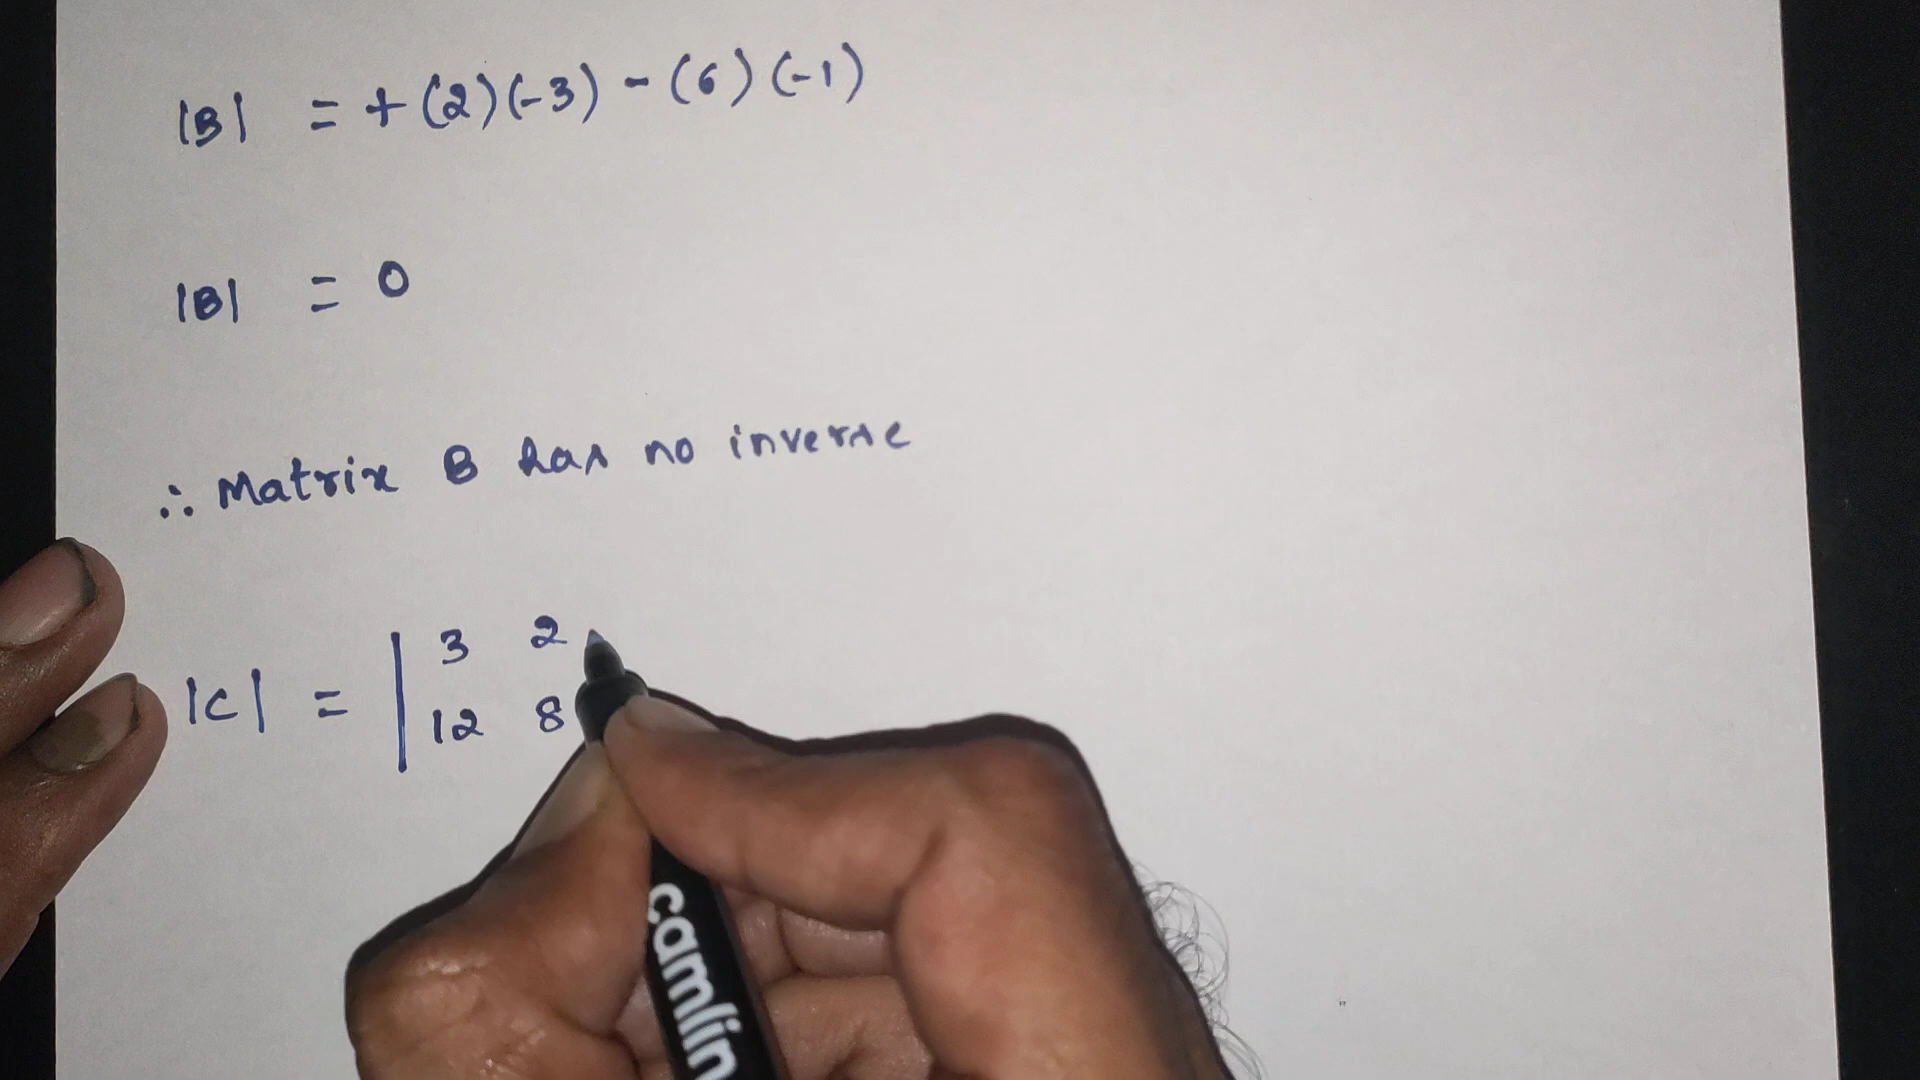 |B| = + (2)(-3) - (6)(-1)
|B| = 0
∴ Matrix B has no inverse
|C| = | 3 2
12 8
camlin